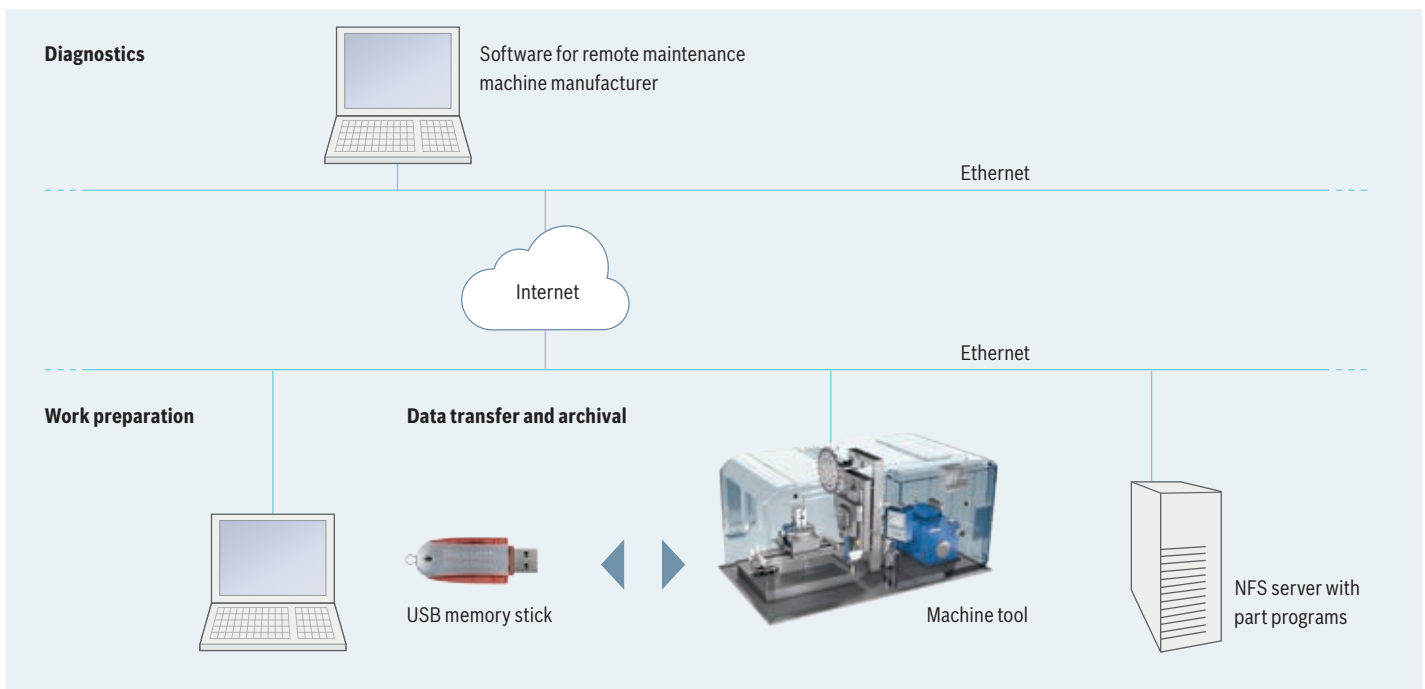 Diagnostics
Software for remote maintenance
machine manufacturer
Ethernet
Internet
Ethernet
Work preparation
Data transfer and archival
USB memory stick
Machine tool
NFS server with
part programs